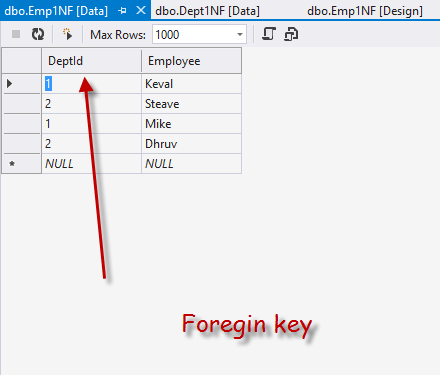 dbo.Emp1NF [Data] dbo.Dept1NF [Data] dbo.Emp1NF [Design]
Max Rows: 1000
DeptId Employee
1 Keval
2 Steave
1 Mike
2 Dhruv
NULL NULL
Foregin key